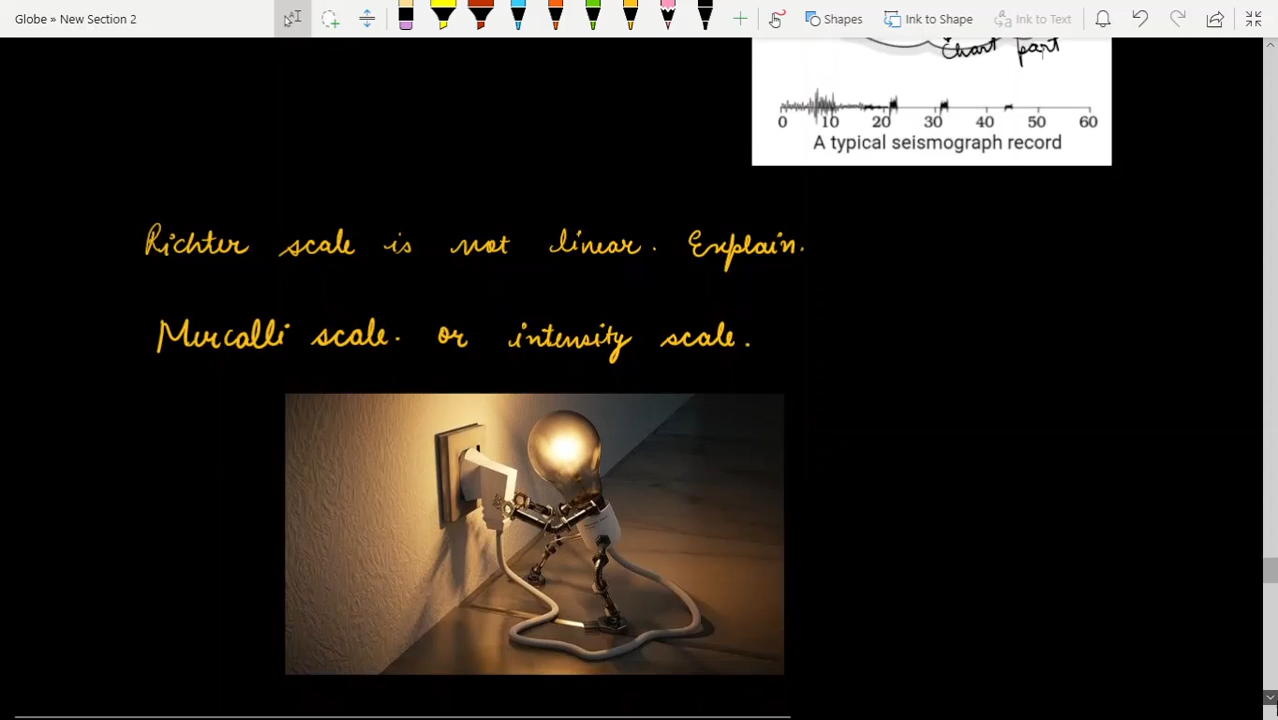 Globe » New Section 2
Shapes
Ink to Shape
Ink to Text
Chart part
0 10 20 30 40 50 60
A typical seismograph record
Richter scale is not linear. Explain.
Mercalli scale. or intensity scale.